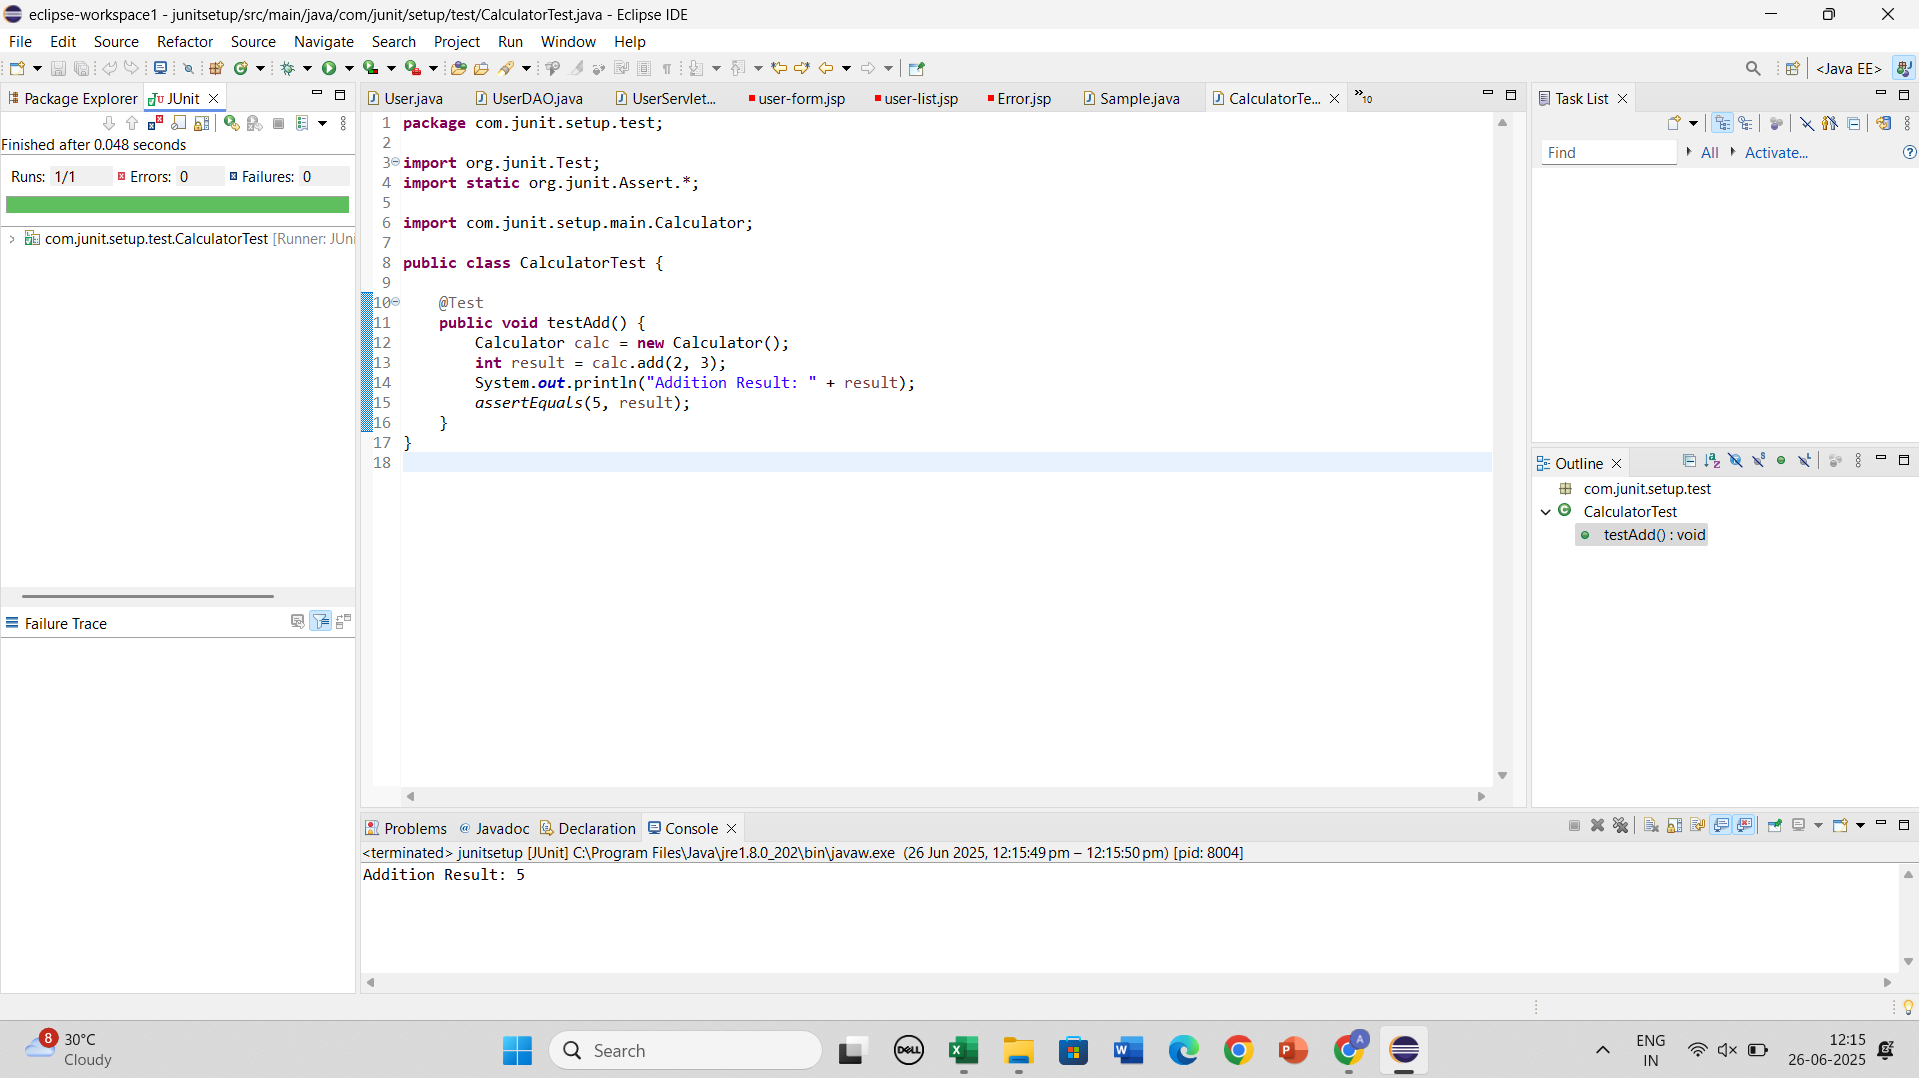 eclipse-workspace1 - junitsetup/src/main/java/com/junit/setup/test/CalculatorTest.java - Eclipse IDE
File Edit Source Refactor Source Navigate Search Project Run Window Help
<Java EE>
Package Explorer JUnit
Finished after 0.048 seconds
Runs: 1/1 Errors: 0 Failures: 0
com.junit.setup.test.CalculatorTest [Runner: JUni
Failure Trace
User.java UserDAO.java UserServlet... user-form.jsp user-list.jsp Error.jsp Sample.java CalculatorTe... »10
1 package com.junit.setup.test;
2
3 import org.junit.Test;
4 import static org.junit.Assert.*;
5
6 import com.junit.setup.main.Calculator;
7
8 public class CalculatorTest {
9
10 @Test
11 public void testAdd() {
12 Calculator calc = new Calculator();
13 int result = calc.add(2, 3);
14 System.out.println("Addition Result: " + result);
15 assertEquals(5, result);
16 }
17 }
18
Task List
Find All Activate...
Outline
com.junit.setup.test
CalculatorTest
testAdd() : void
Problems Javadoc Declaration Console
<terminated> junitsetup [JUnit] C:\Program Files\Java\jre1.8.0_202\bin\javaw.exe (26 Jun 2025, 12:15:49 pm – 12:15:50 pm) [pid: 8004]
Addition Result: 5
8
30°C
Cloudy
Search
DELL
A
ENG
IN
12:15
26-06-2025